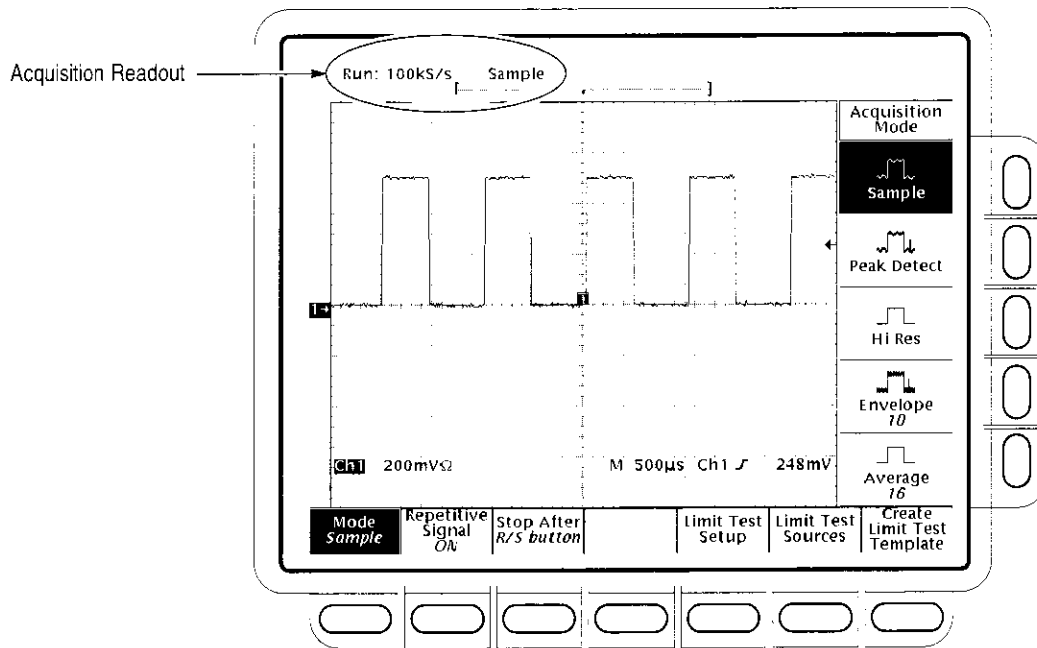 Acquisition Readout
Run: 100kS/s Sample
Acquisition
Mode
Sample
Peak Detect
Hi Res
Envelope
10
Average
16
1→
T
Ch1 200mVΩ M 500µs Ch1 248mV
Mode
Sample
Repetitive
Signal
ON
Stop After
R/S button
Limit Test
Setup
Limit Test
Sources
Create
Limit Test
Template